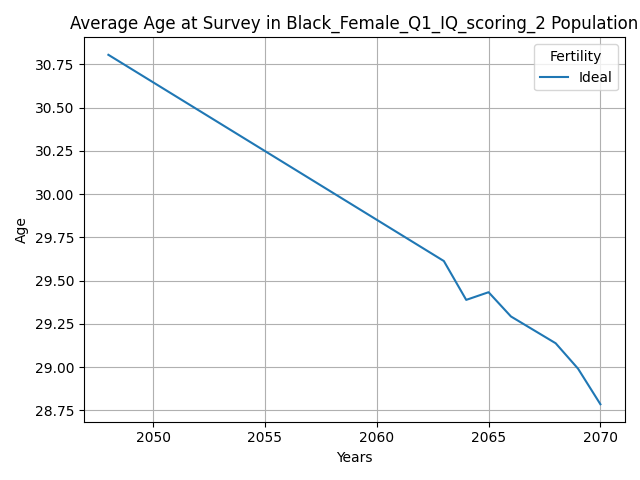 Average Age at Survey in Black_Female_Q1_IQ_scoring_2 Population
Fertility
Ideal
30.75
30.50
30.25
30.00
29.75
29.50
29.25
29.00
28.75
Age
2050 2055 2060 2065 2070
Years